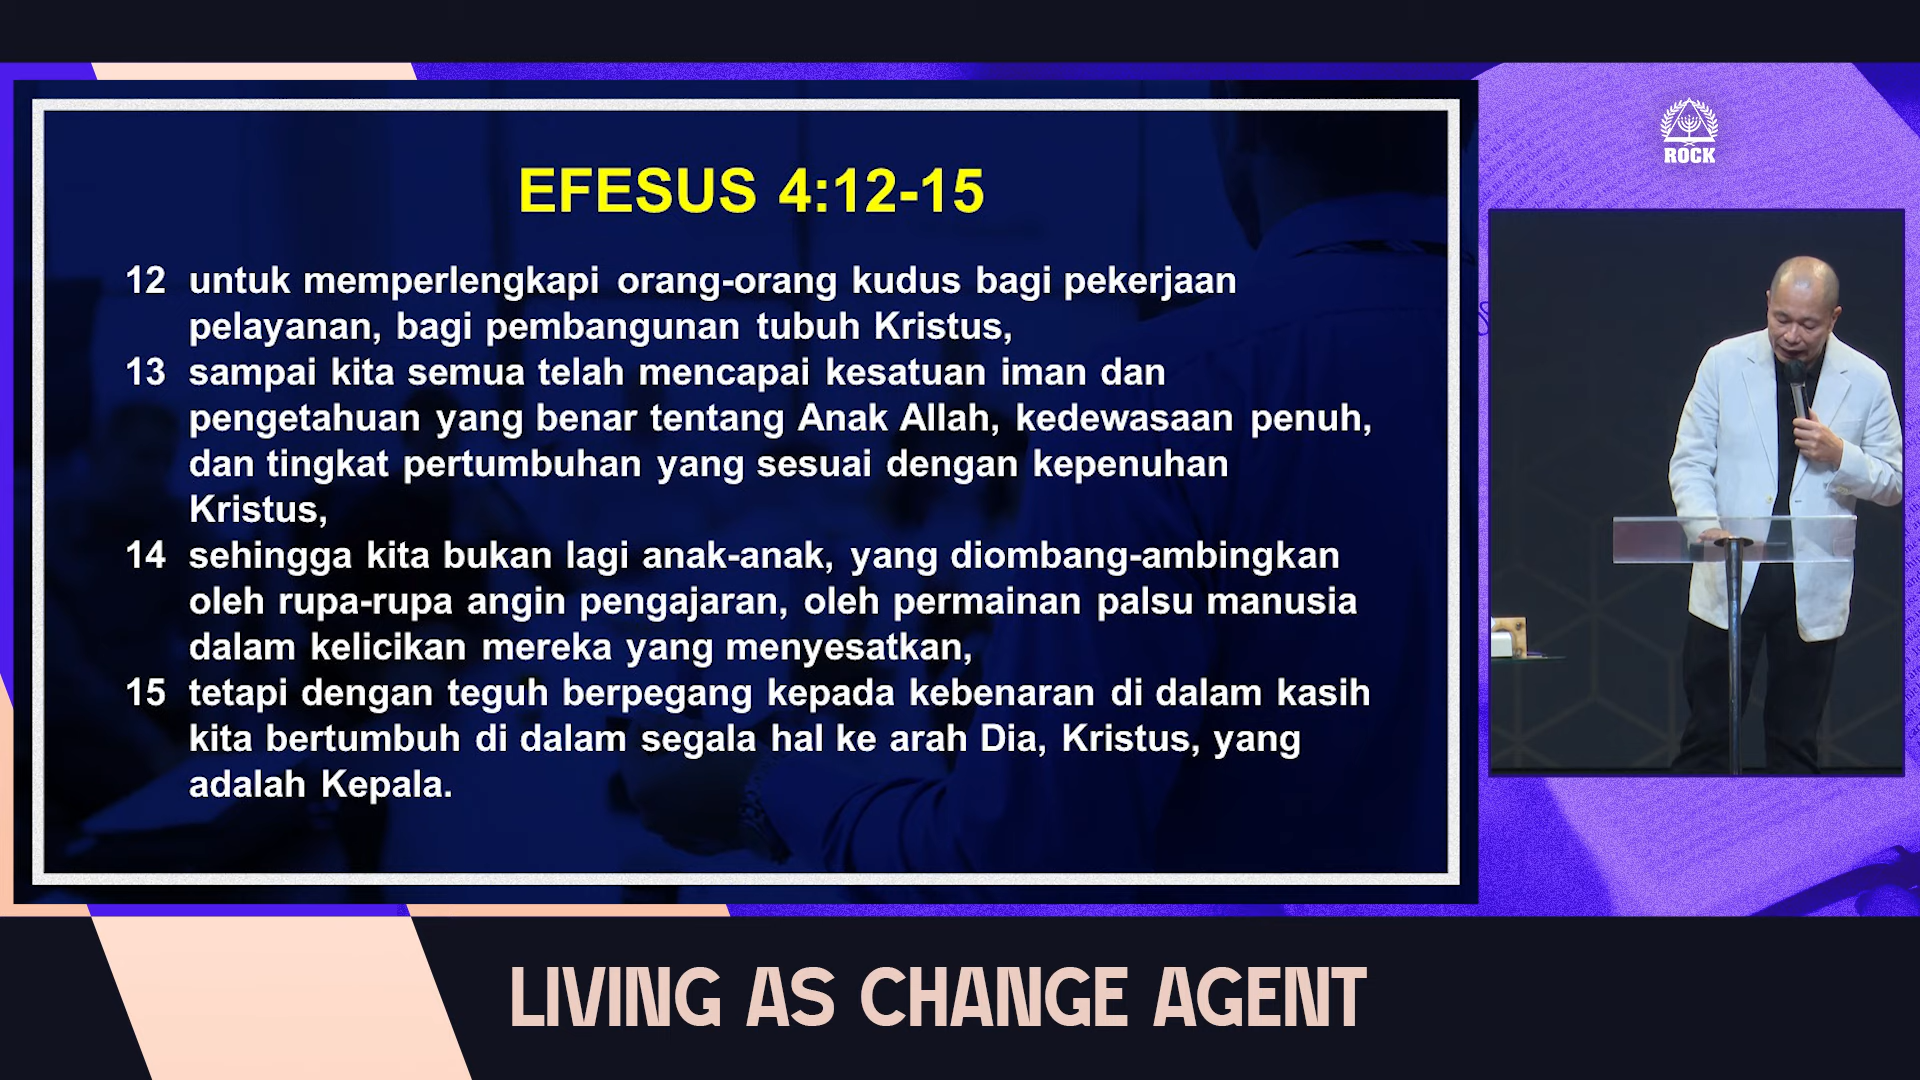 EFESUS 4:12-15
12 untuk memperlengkapi orang-orang kudus bagi pekerjaan
pelayanan, bagi pembangunan tubuh Kristus,
13 sampai kita semua telah mencapai kesatuan iman dan
pengetahuan yang benar tentang Anak Allah, kedewasaan penuh,
dan tingkat pertumbuhan yang sesuai dengan kepenuhan
Kristus,
14 sehingga kita bukan lagi anak-anak, yang diombang-ambingkan
oleh rupa-rupa angin pengajaran, oleh permainan palsu manusia
dalam kelicikan mereka yang menyesatkan,
15 tetapi dengan teguh berpegang kepada kebenaran di dalam kasih
kita bertumbuh di dalam segala hal ke arah Dia, Kristus, yang
adalah Kepala.
ROCK
LIVING AS CHANGE AGENT